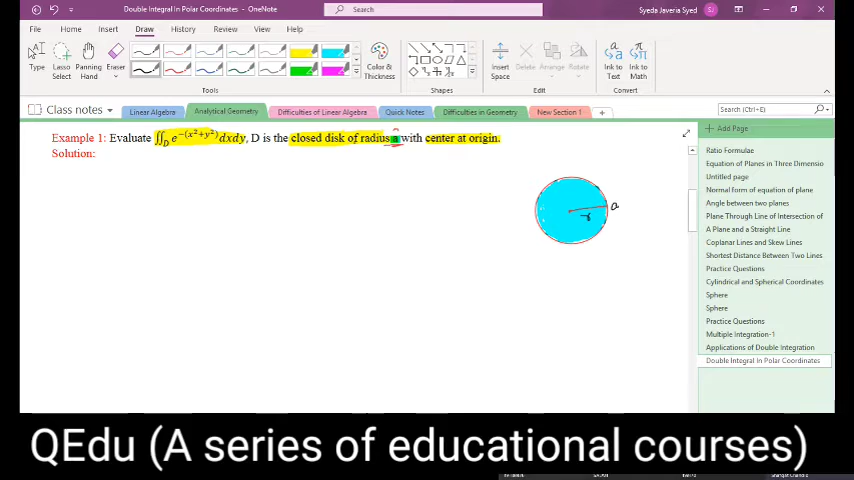 Double Integral In Polar Coordinates - OneNote
Search
Syeda Javeria Syed
SJ
File
Home
Insert
Draw
History
Review
View
Help
Type
Lasso Select
Panning Hand
Eraser
Tools
Color & Thickness
Shapes
Insert Space
Delete
Arrange
Rotate
Edit
Ink to Text
Ink to Math
Convert
Class notes
Linear Algebra
Analytical Geometry
Difficulties of Linear Algebra
Quick Notes
Difficulties in Geometry
New Section 1
Search (Ctrl+E)
Example 1: Evaluate ∬_D e^{-(x²+y²)}dxdy, D is the closed disk of radius a with center at origin.
Solution:
r
a
Add Page
Ratio Formulae
Equation of Planes in Three Dimensio
Untitled page
Normal form of equation of plane
Angle between two planes
Plane Through Line of Intersection of
A Plane and a Straight Line
Coplanar Lines and Skew Lines
Shortest Distance Between Two Lines
Practice Questions
Cylindrical and Spherical Coordinates
Sphere
Sphere
Practice Questions
Multiple Integration-1
Applications of Double Integration
Double Integral In Polar Coordinates
QEdu (A series of educational courses)